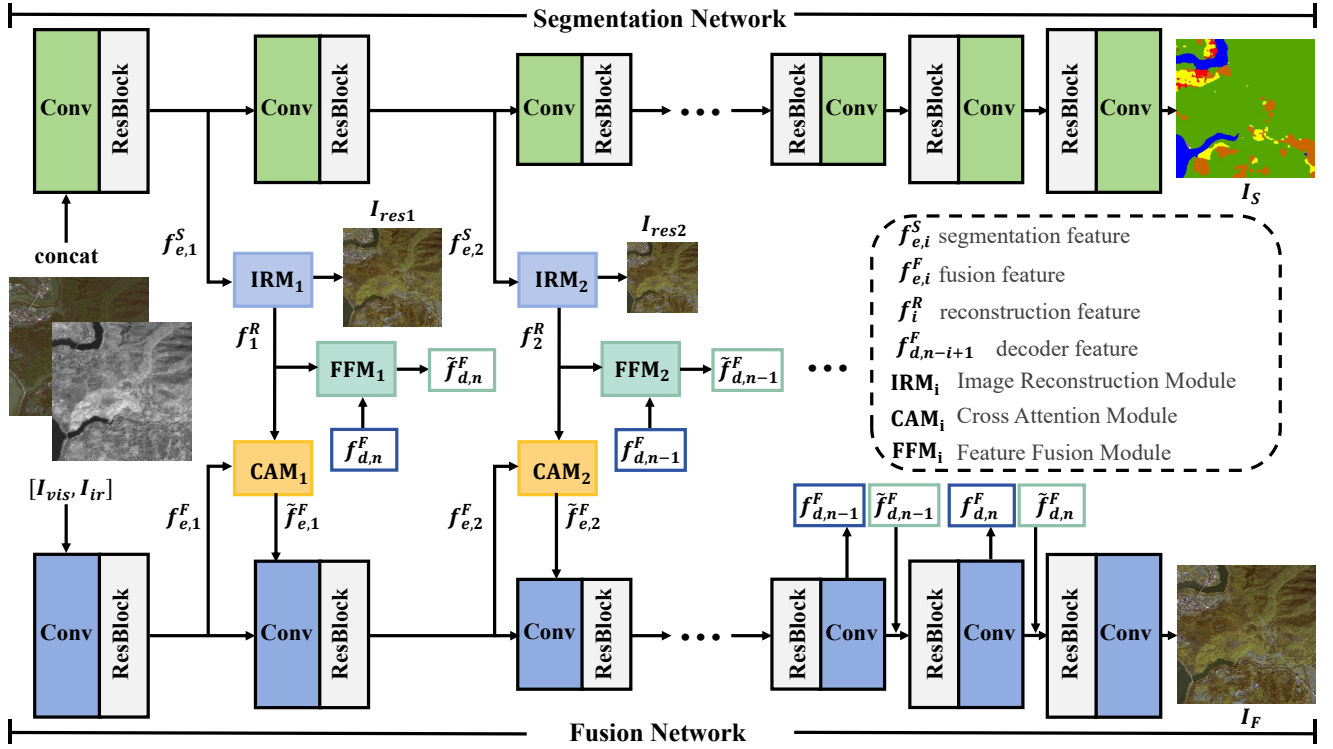 Segmentation Network
Conv ResBlock Conv ResBlock Conv ResBlock ... ResBlock Conv ResBlock Conv ResBlock Conv
I_S
concat
f^S_{e,1} I_{res1} f^S_{e,2} I_{res2}
IRM_1 IRM_2
f^R_1 f^R_2
FFM_1 f̃^F_{d,n} FFM_2 f̃^F_{d,n-1} ...
f^F_{d,n} f^F_{d,n-1}
CAM_1 CAM_2
f^S_{e,i} segmentation feature
f^F_{e,i} fusion feature
f^R_i reconstruction feature
f^F_{d,n-i+1} decoder feature
IRM_i Image Reconstruction Module
CAM_i Cross Attention Module
FFM_i Feature Fusion Module
[I_{vis}, I_{ir}]
f^F_{e,1} f̃^F_{e,1} f^F_{e,2} f̃^F_{e,2}
f^F_{d,n-1} f̃^F_{d,n-1} f^F_{d,n} f̃^F_{d,n}
Conv ResBlock Conv ResBlock Conv ResBlock ... ResBlock Conv ResBlock Conv ResBlock Conv
I_F
Fusion Network